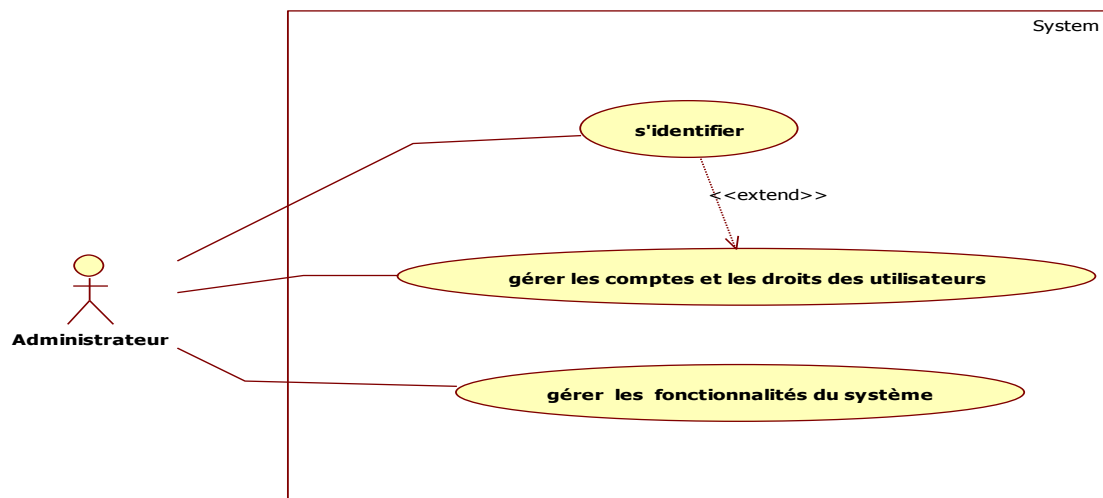 System
s'identifier
<<extend>>
gérer les comptes et les droits des utilisateurs
Administrateur
gérer les fonctionnalités du système